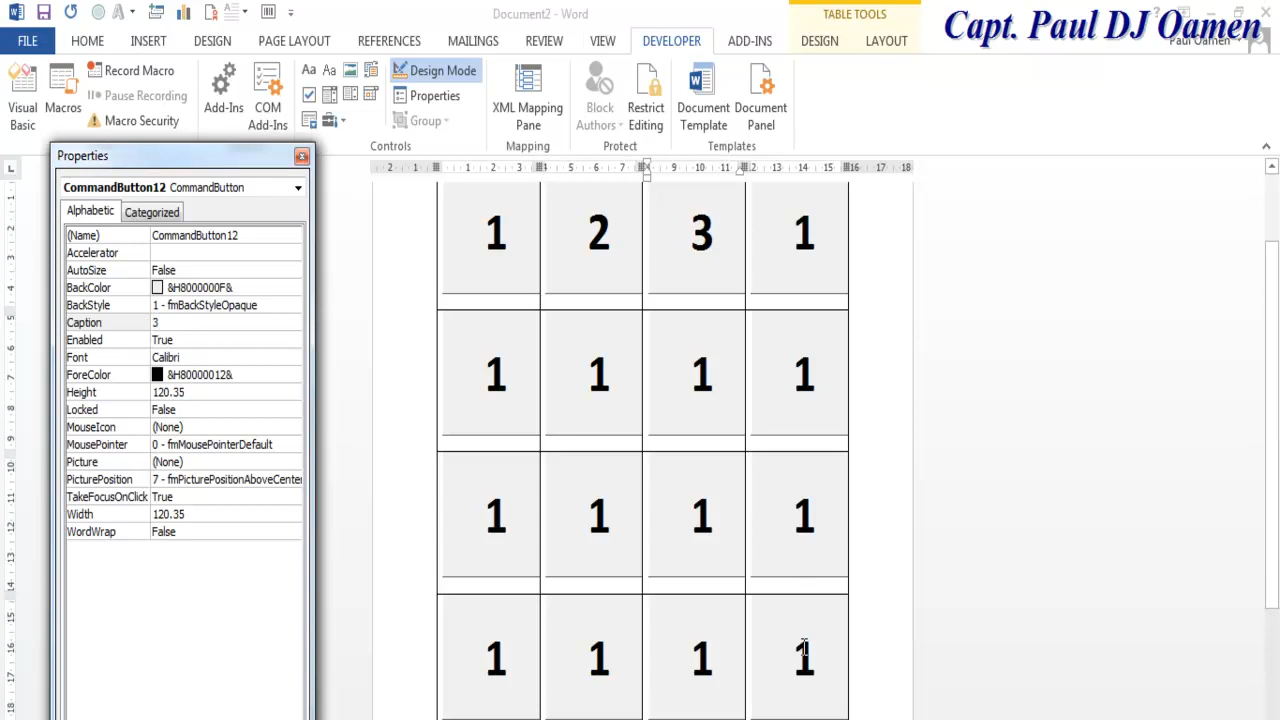 Document2 - Word
TABLE TOOLS
Capt. Paul DJ Oamen
FILE HOME INSERT DESIGN PAGE LAYOUT REFERENCES MAILINGS REVIEW VIEW DEVELOPER ADD-INS DESIGN LAYOUT
Visual Basic
Macros
Record Macro
Pause Recording
Macro Security
Add-Ins
COM Add-Ins
Aa Aa
Design Mode
Properties
Group
Controls
XML Mapping Pane
Mapping
Block Authors
Restrict Editing
Protect
Document Template
Document Panel
Templates
Properties
CommandButton12 CommandButton
Alphabetic Categorized
(Name) CommandButton12
Accelerator
AutoSize False
BackColor &H8000000F&
BackStyle 1 - fmBackStyleOpaque
Caption 3
Enabled True
Font Calibri
ForeColor &H80000012&
Height 120.35
Locked False
MouseIcon (None)
MousePointer 0 - fmMousePointerDefault
Picture (None)
PicturePosition 7 - fmPicturePositionAboveCenter
TakeFocusOnClick True
Width 120.35
WordWrap False
1 2 3 1
1 1 1 1
1 1 1 1
1 1 1 1